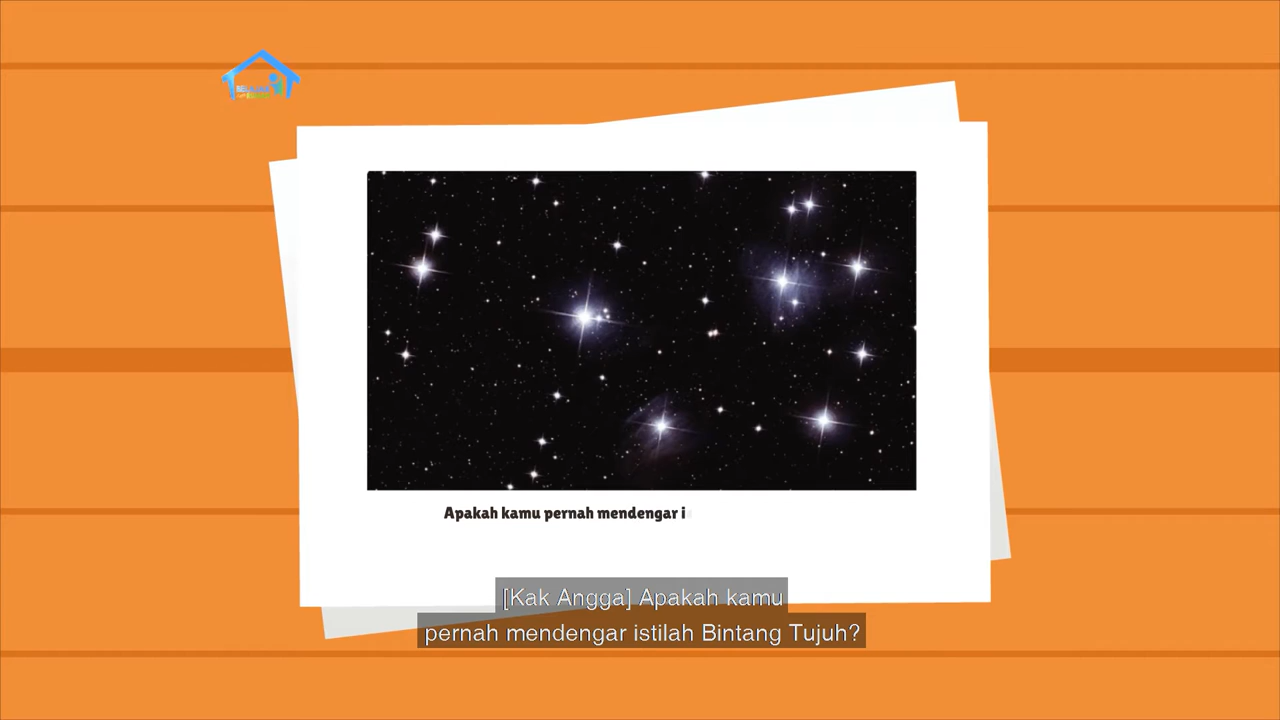 Apakah kamu pernah mendengar i
[Kak Angga] Apakah kamu
pernah mendengar istilah Bintang Tujuh?